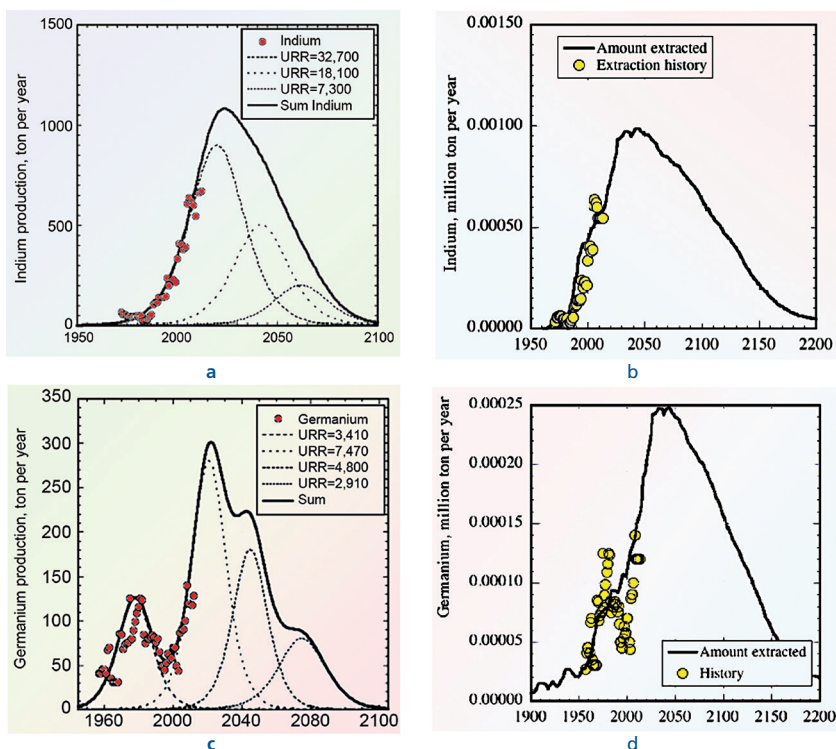 1500
1000
500
0
1950
2000
2050
2100
Indium production, ton per year
Indium
URR=32,700
URR=18,100
URR=7,300
Sum Indium
a
0.00150
0.00100
0.00050
0.00000
1950
2000
2050
2100
2150
2200
Indium, million ton per year
Amount extracted
Extraction history
b
350
300
250
200
150
100
50
0
1960
2000
2040
2080
2100
Germanium production, ton per year
Germanium
URR=3,410
URR=7,470
URR=4,800
URR=2,910
Sum
c
0.00025
0.00020
0.00015
0.00010
0.00005
0.00000
1900
1950
2000
2050
2100
2150
2200
Germanium, million ton per year
Amount extracted
History
d